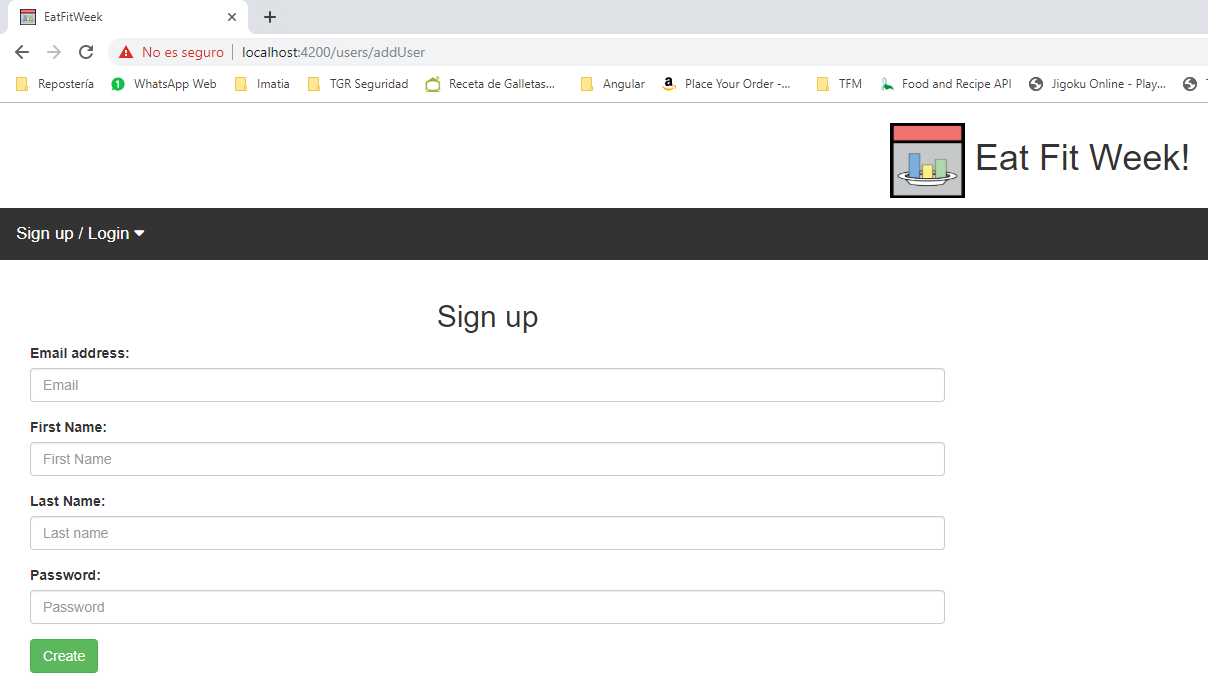 EatFitWeek
No es seguro localhost:4200/users/addUser
Repostería 1 WhatsApp Web Imatia TGR Seguridad Receta de Galletas... Angular a Place Your Order -... TFM Food and Recipe API Jigoku Online - Play...
Eat Fit Week!
Sign up / Login
Sign up
Email address:
Email
First Name:
First Name
Last Name:
Last name
Password:
Password
Create